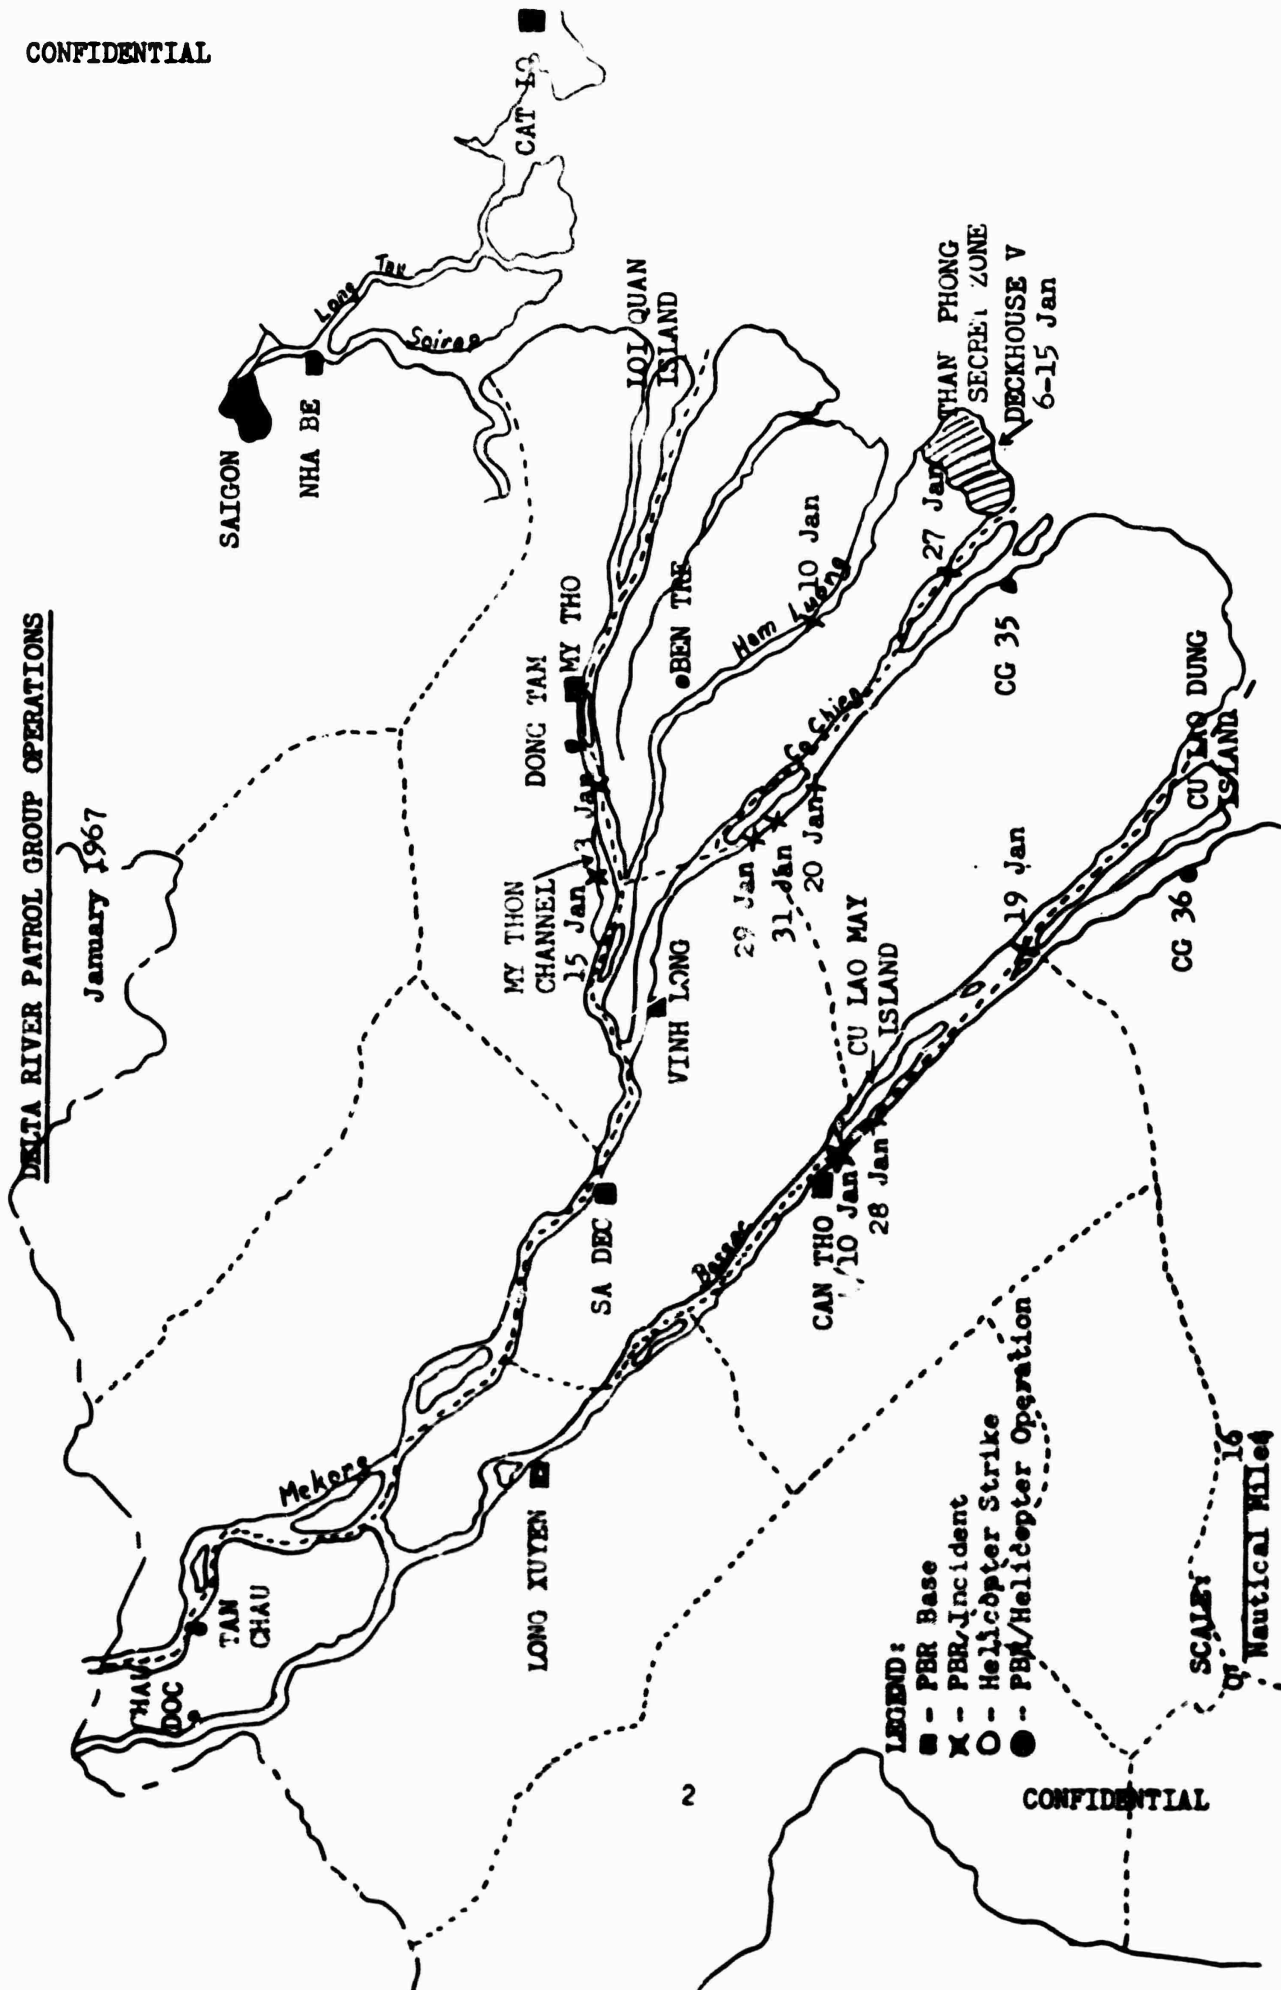 CONFIDENTIAL
DELTA RIVER PATROL GROUP OPERATIONS
January 1967
SAIGON
NHA BE
Long Tau
Soirap
CAT LO
LOI QUAN
ISLAND
DONG TAM
MY THO
MY THON
CHANNEL
15 Jan
3 Jan
BEN TRE
Ham Luong
10 Jan
THAN PHONG
SECRET ZONE
DECKHOUSE V
6-15 Jan
27 Jan
CG 35
Co Chien
29 Jan
31 Jan
20 Jan
VINH LONG
CU LAO MAY
ISLAND
19 Jan
CU LAO DUNG
ISLAND
CG 36
SA DEC
Bassac
CAN THO
10 Jan
28 Jan
Mekong
LONG XUYEN
TAN
CHAU
CHAU
DOC
LEGEND:
- PBR Base
- PBR Incident
- Helicopter Strike
- PBR/Helicopter Operation
SCALE:
0 16
Nautical Miles
2
CONFIDENTIAL